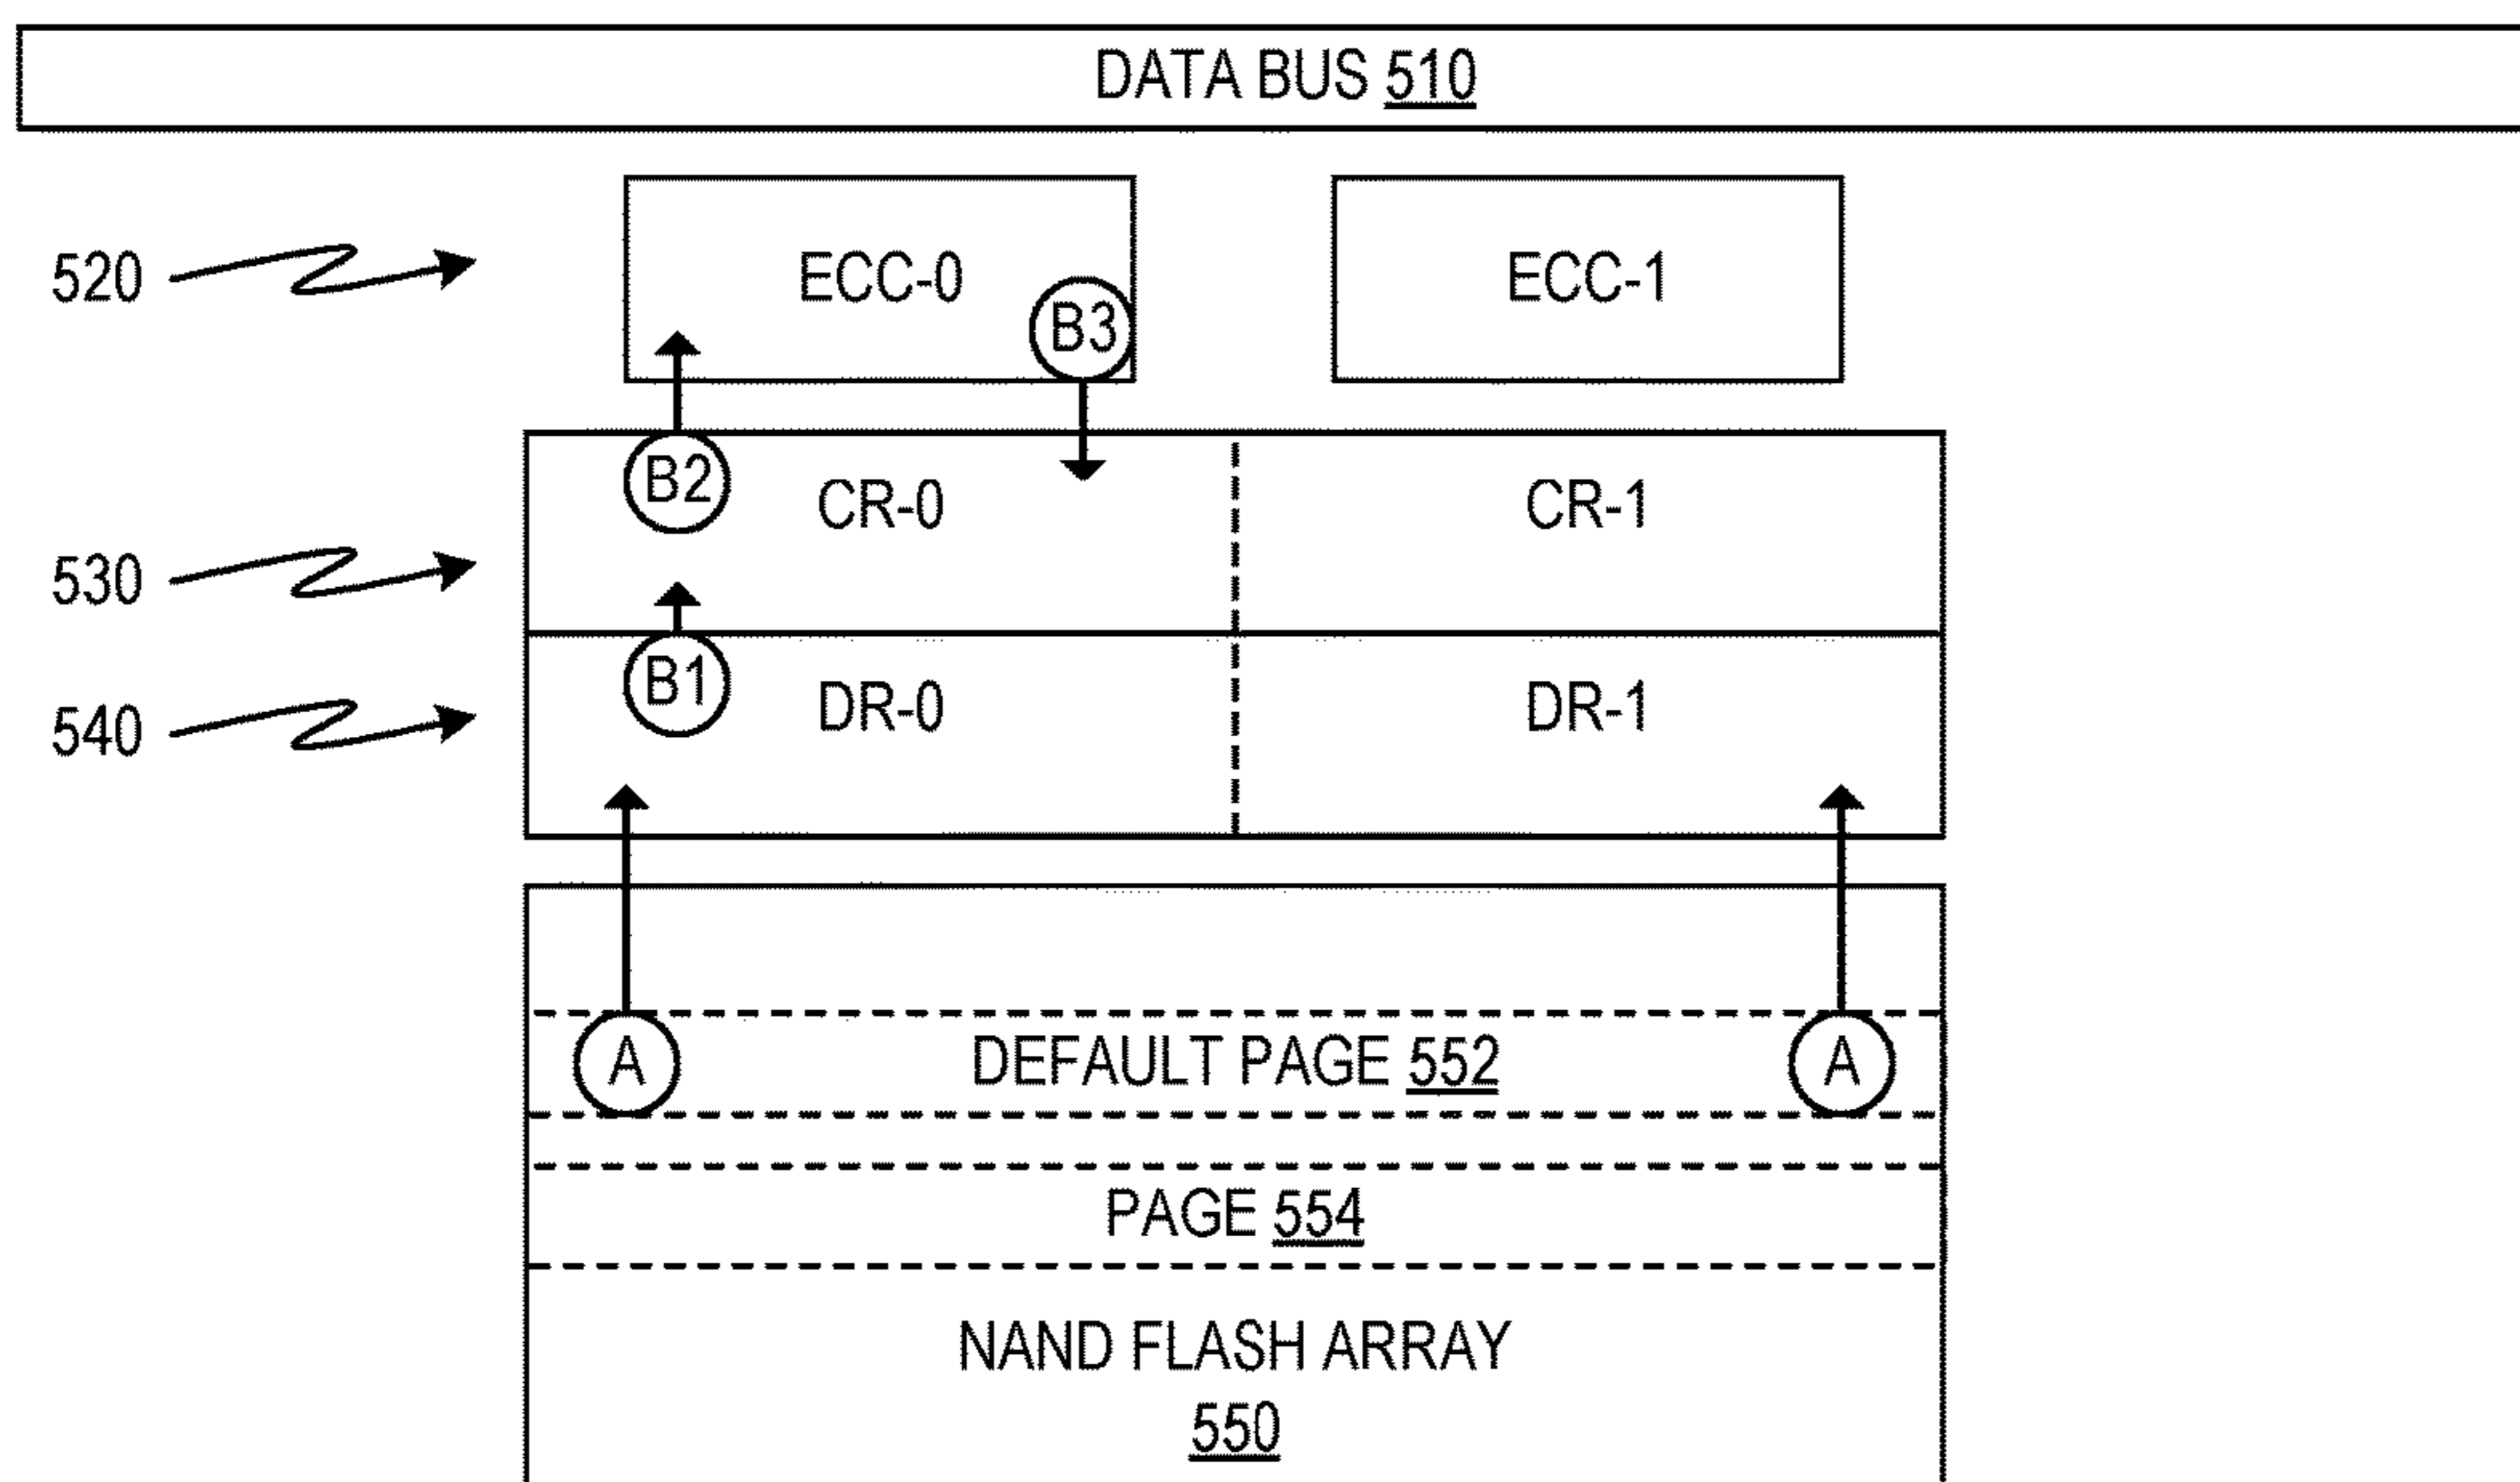 DATA BUS 510
520
ECC-0
ECC-1
B3
530
B2
CR-0
CR-1
540
B1
DR-0
DR-1
A
DEFAULT PAGE 552
A
PAGE 554
NAND FLASH ARRAY
550